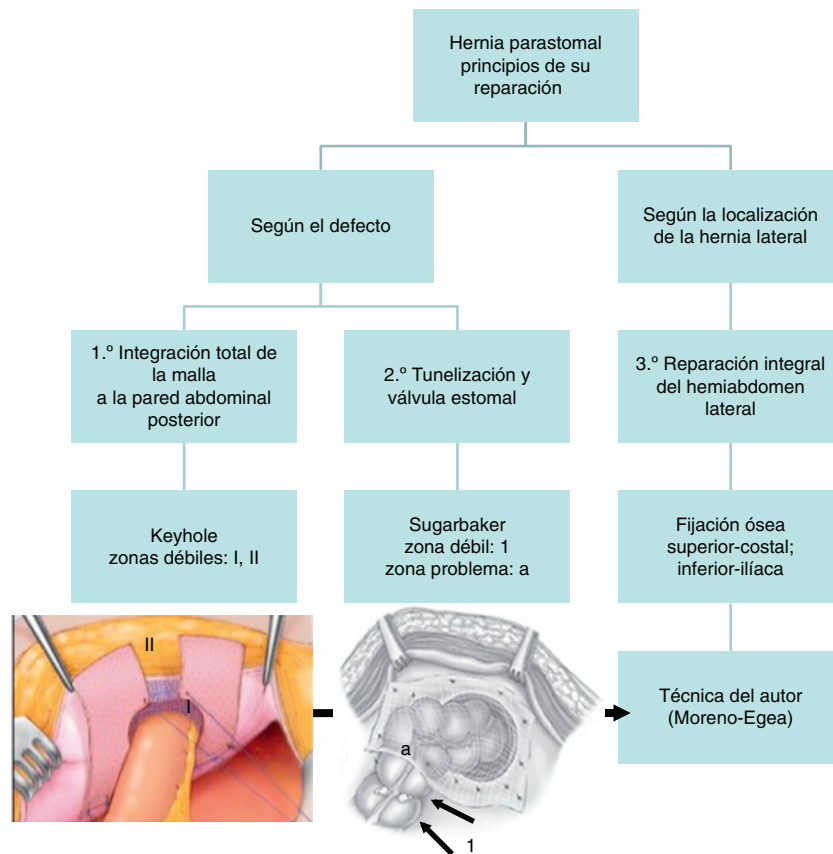 Hernia parastomal
principios de su
reparación
Según el defecto
Según la localización
de la hernia lateral
1.º Integración total de
la malla
a la pared abdominal
posterior
2.º Tunelización y
válvula estomal
3.º Reparación integral
del hemiabdomen
lateral
Keyhole
zonas débiles: I, II
Sugarbaker
zona débil: 1
zona problema: a
Fijación ósea
superior-costal;
inferior-ilíaca
II
I
a
1
Técnica del autor
(Moreno-Egea)